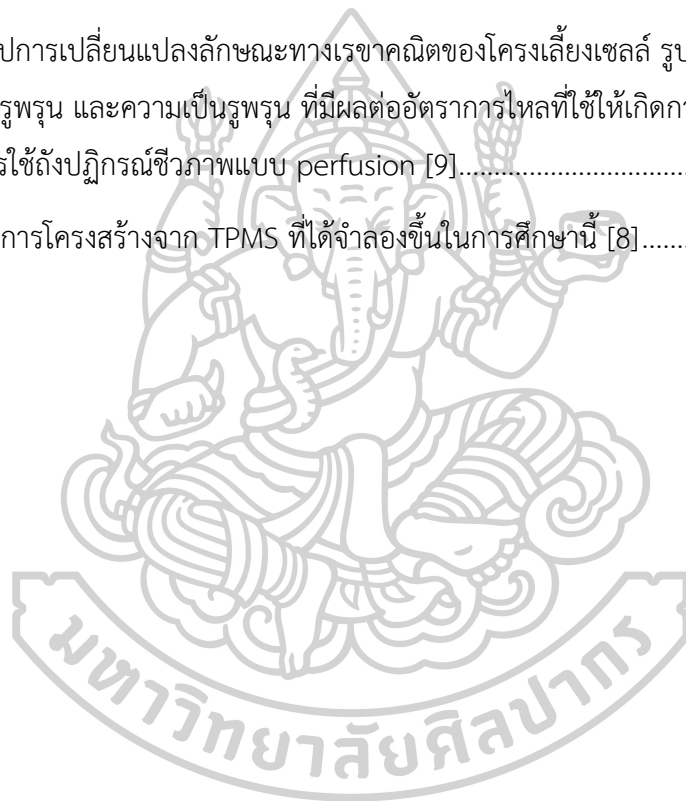 ปการเปลี่ยนแปลงลักษณะทางเรขาคณิตของโครงเลี้ยงเซลล์ รูป
รูพรุน และความเป็นรูพรุน ที่มีผลต่ออัตราการไหลที่ใช้ให้เกิดกา
รใช้ถังปฏิกรณ์ชีวภาพแบบ perfusion [9]................................
การโครงสร้างจาก TPMS ที่ได้จำลองขึ้นในการศึกษานี้ [8].......
มหาวิทยาลัยศิลปากร